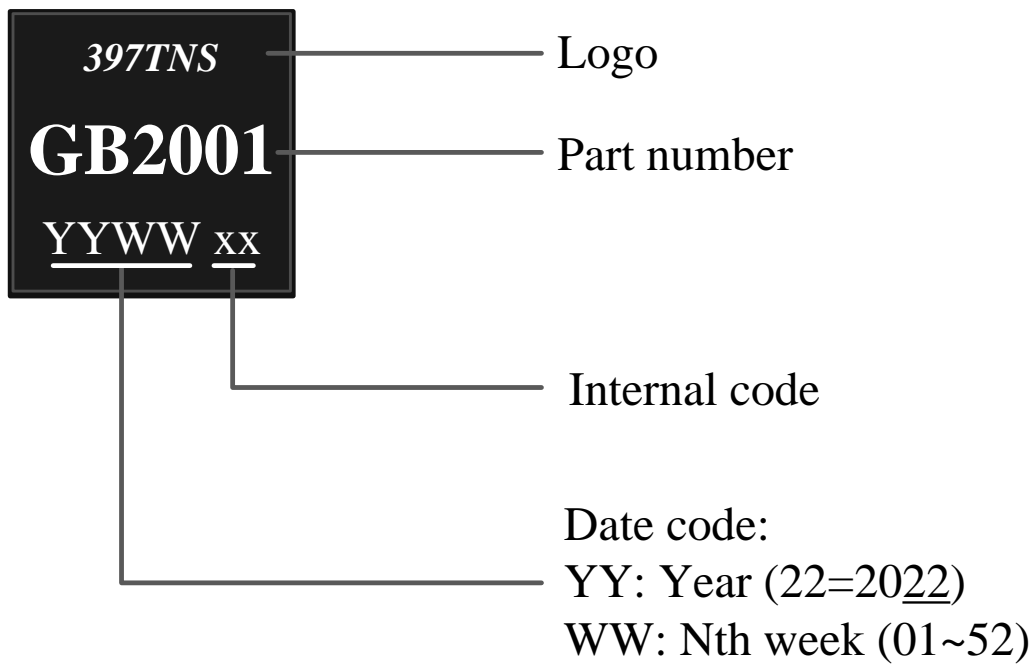 397TNS
Logo
GB2001
Part number
YYWW xx
Internal code
Date code:
YY: Year (22=2022)
WW: Nth week (01~52)